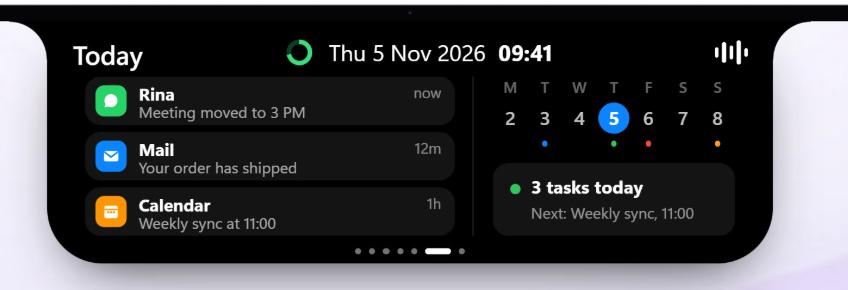 Today
Thu 5 Nov 2026 09:41
Rina
now
Meeting moved to 3 PM
Mail
12m
Your order has shipped
Calendar
1h
Weekly sync at 11:00
M T W T F S S
2 3 4 5 6 7 8
3 tasks today
Next: Weekly sync, 11:00